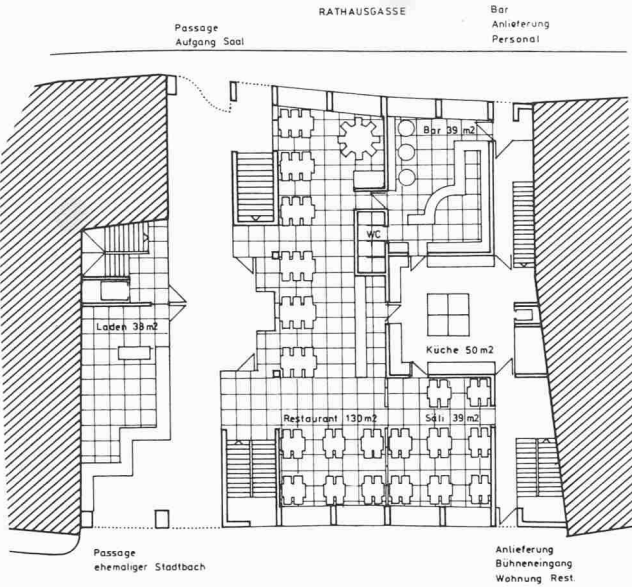 RATHAUSGASSE
Passage
Aufgang Saal
Bar
Anlieferung
Personal
Bar 39 m2
WC
Laden 38 m2
Küche 50 m2
Restaurant 130 m2
Säli 39 m2
Passage
ehemaliger Stadtbach
Anlieferung
Bühneneingang
Wohnung Rest.